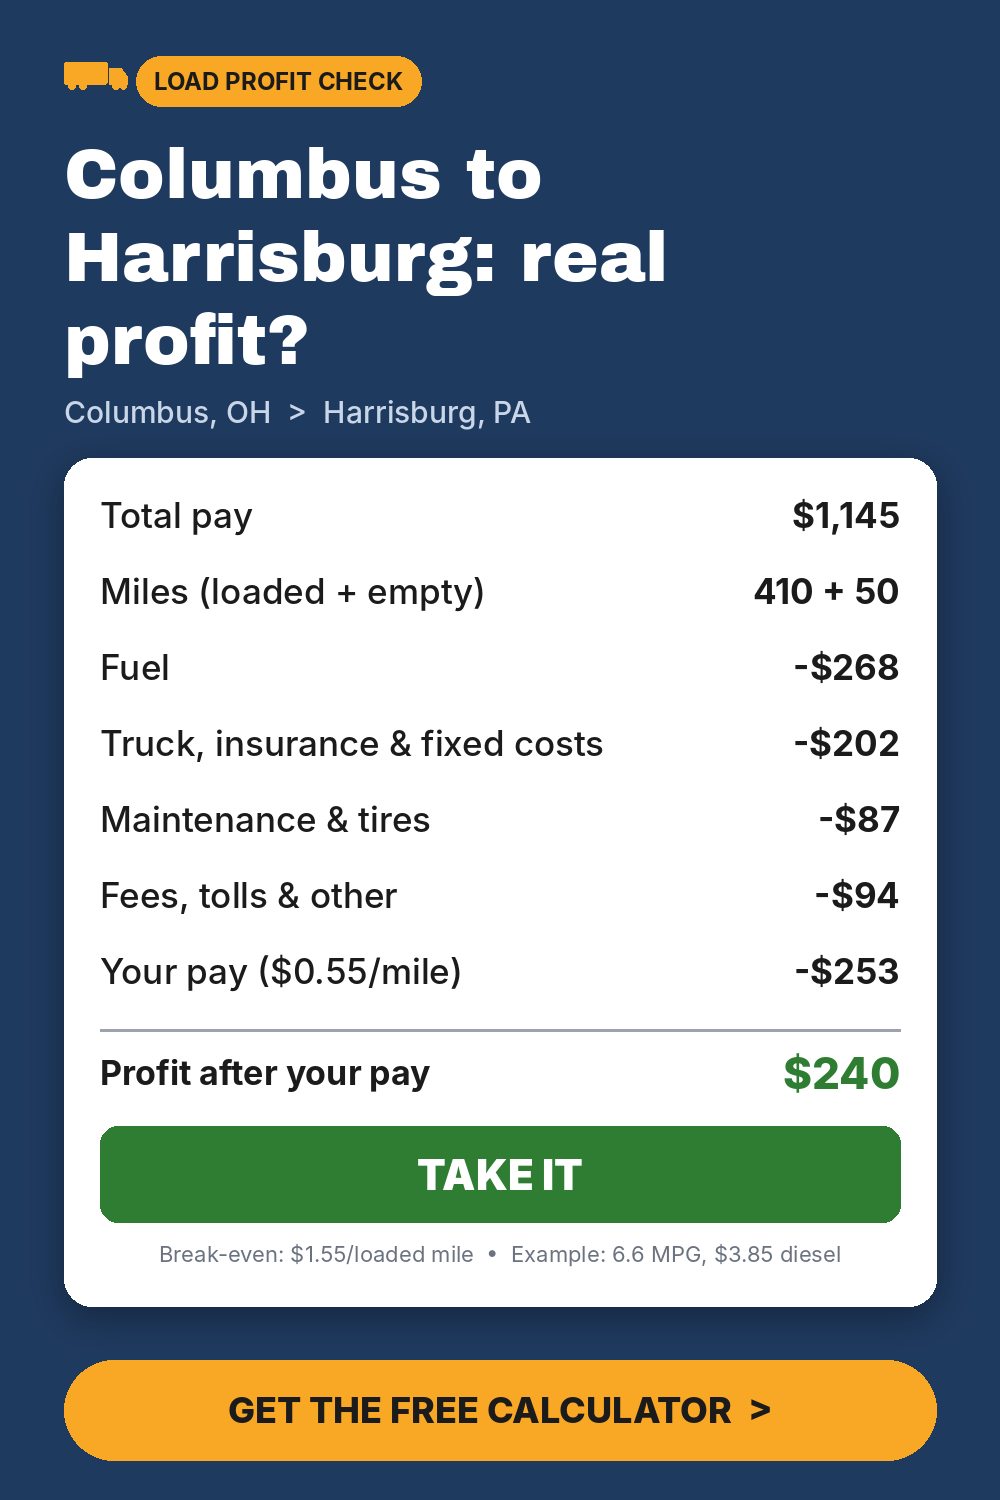 LOAD PROFIT CHECK
Columbus to
Harrisburg: real
profit?
Columbus, OH > Harrisburg, PA
Total pay $1,145
Miles (loaded + empty) 410 + 50
Fuel -$268
Truck, insurance & fixed costs -$202
Maintenance & tires -$87
Fees, tolls & other -$94
Your pay ($0.55/mile) -$253
Profit after your pay $240
TAKE IT
Break-even: $1.55/loaded mile • Example: 6.6 MPG, $3.85 diesel
GET THE FREE CALCULATOR >